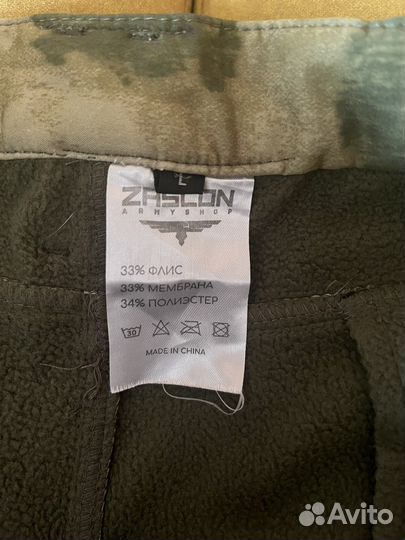 L
ZASLON
ARMYSHOP
33% ФЛИС
33% МЕМБРАНА
34% ПОЛИЭСТЕР
30
MADE IN CHINA
Avito